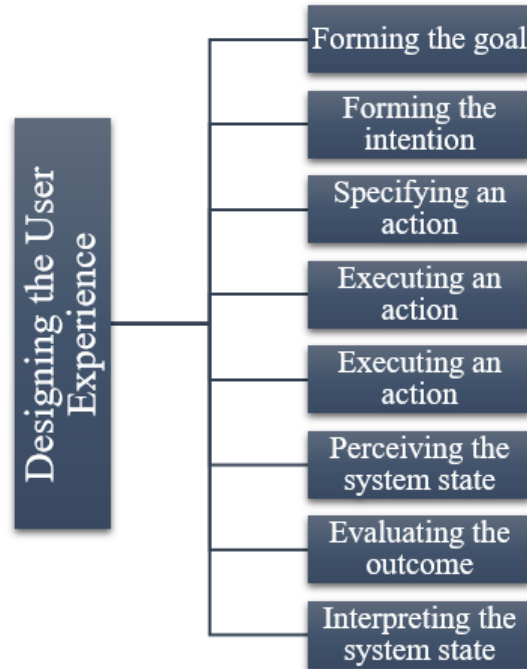 Designing the User
Experience
Forming the goal
Forming the
intention
Specifying an
action
Executing an
action
Executing an
action
Perceiving the
system state
Evaluating the
outcome
Interpreting the
system state